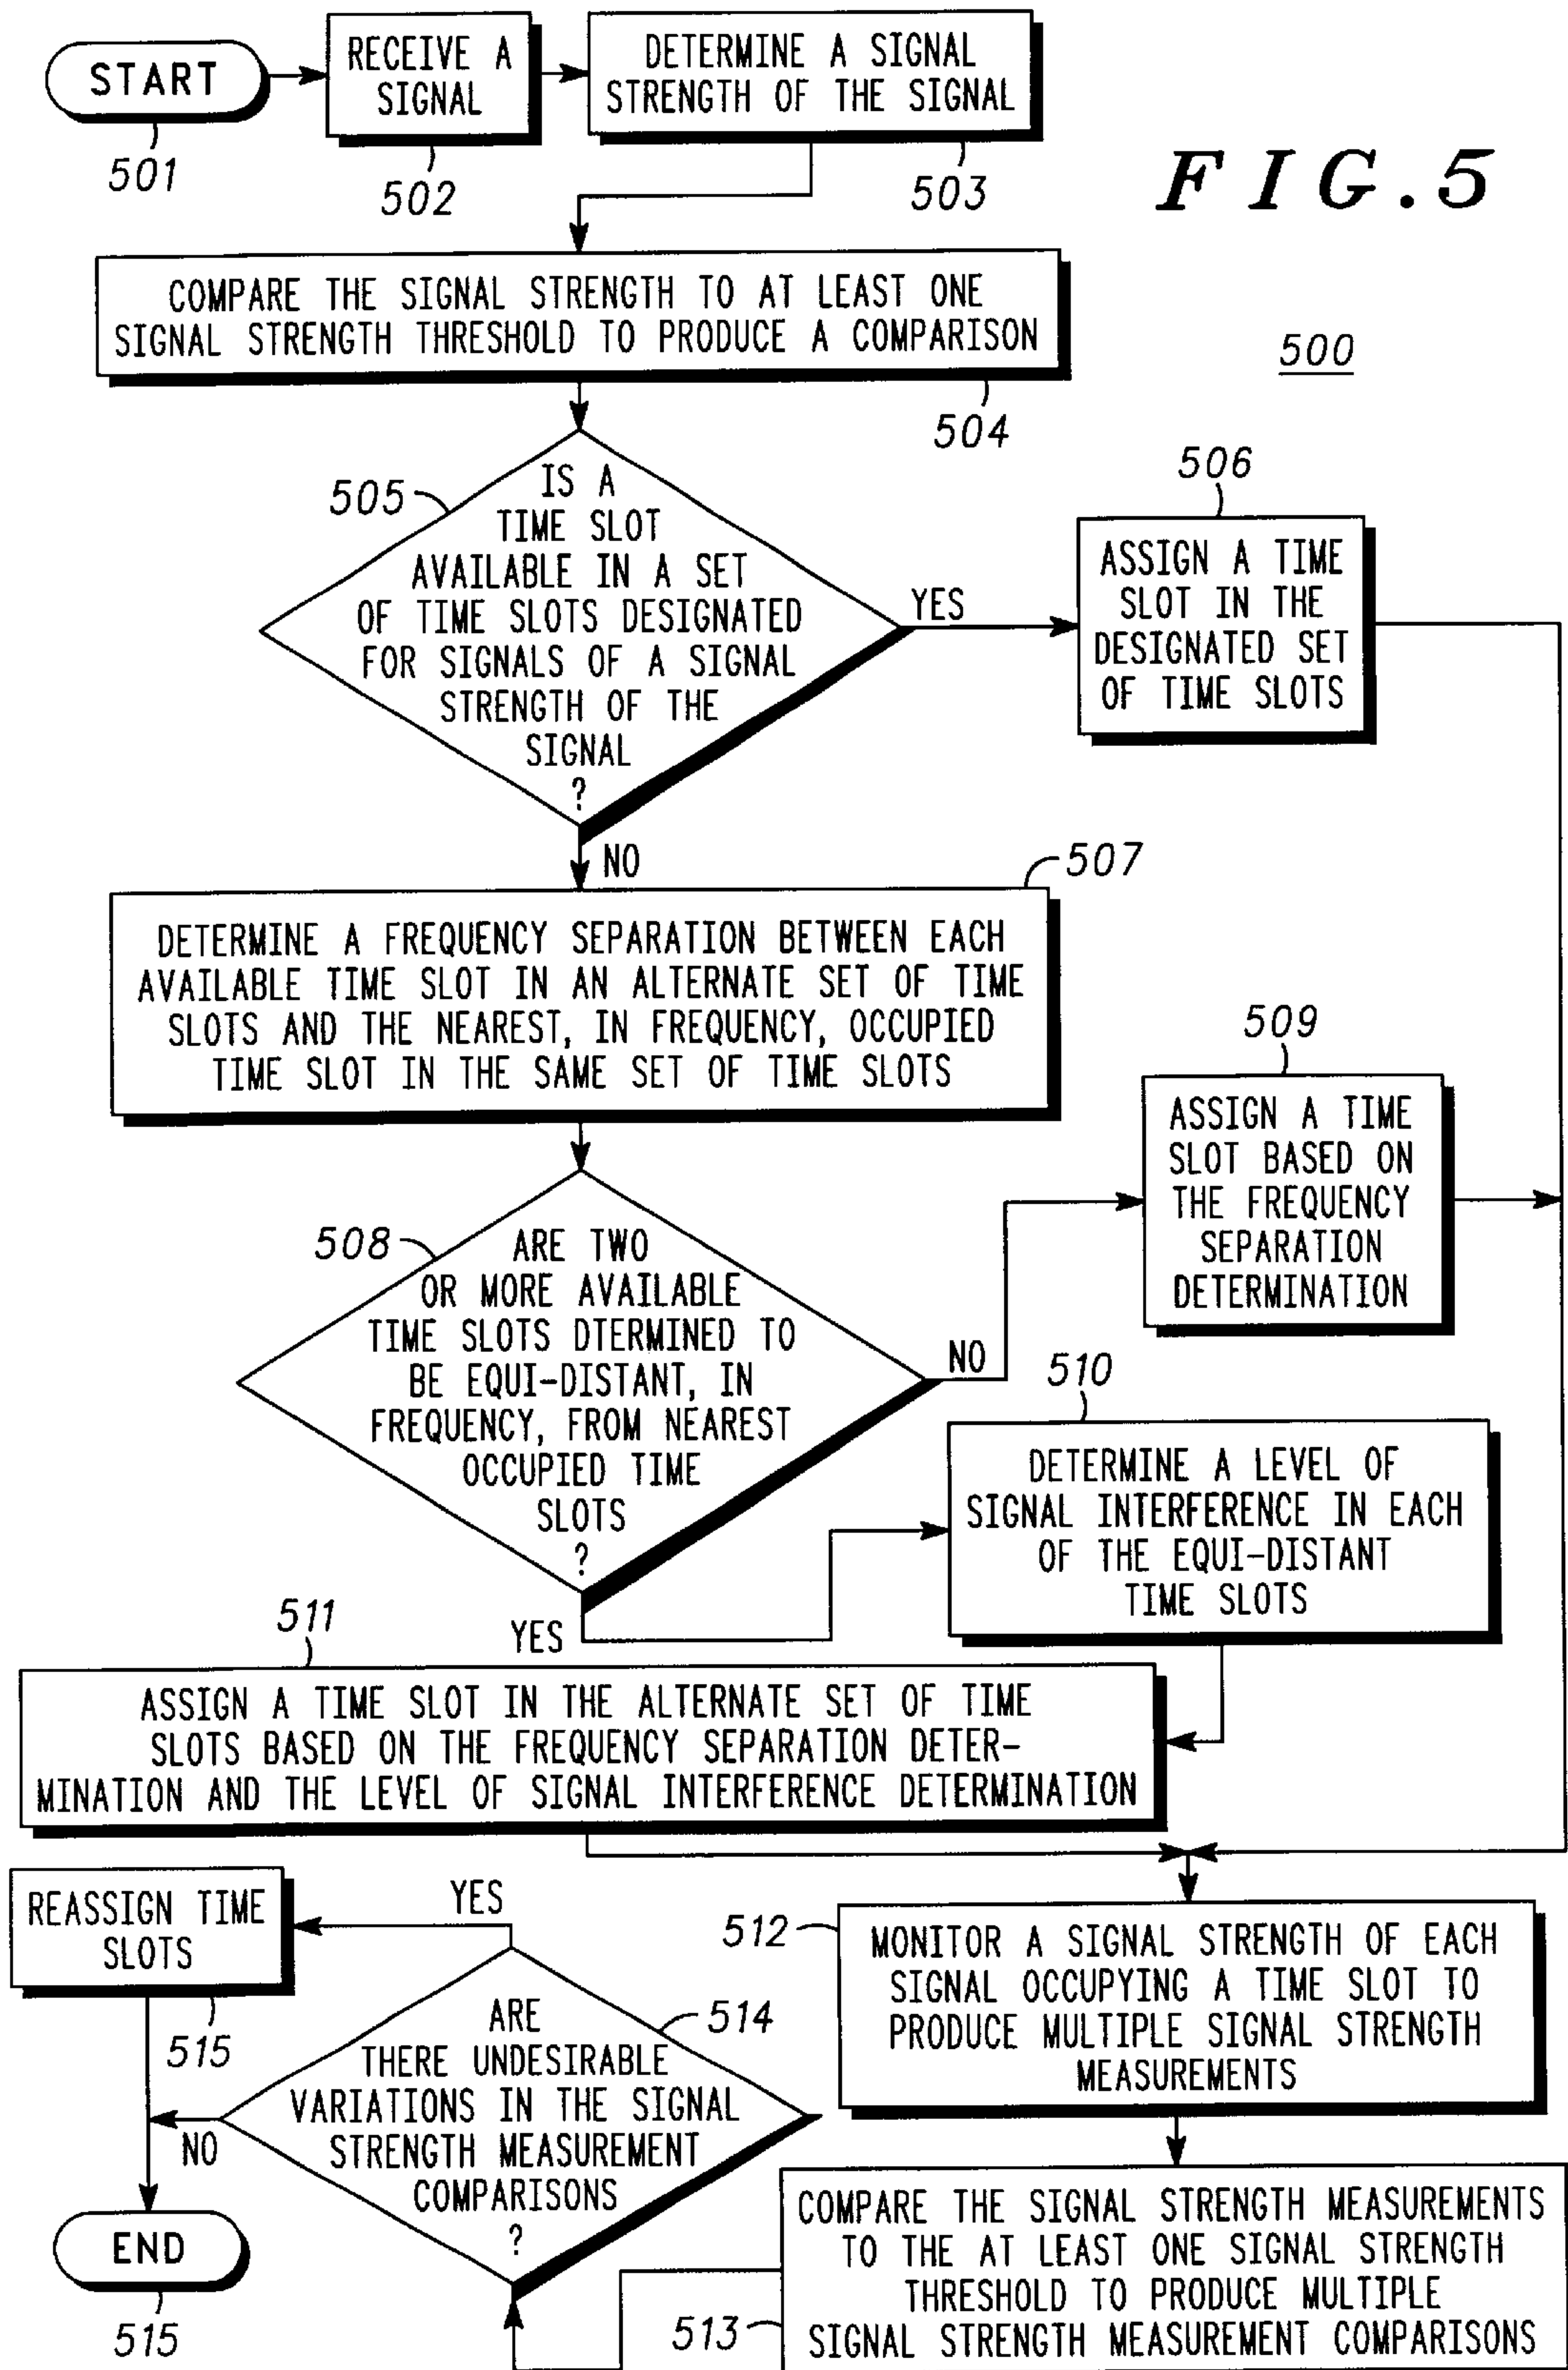 START
501
RECEIVE A
SIGNAL
502
DETERMINE A SIGNAL
STRENGTH OF THE SIGNAL
503
FIG.5
COMPARE THE SIGNAL STRENGTH TO AT LEAST ONE
SIGNAL STRENGTH THRESHOLD TO PRODUCE A COMPARISON
504
500
505
IS A
TIME SLOT
AVAILABLE IN A SET
OF TIME SLOTS DESIGNATED
FOR SIGNALS OF A SIGNAL
STRENGTH OF THE
SIGNAL
?
YES
506
ASSIGN A TIME
SLOT IN THE
DESIGNATED SET
OF TIME SLOTS
NO
507
DETERMINE A FREQUENCY SEPARATION BETWEEN EACH
AVAILABLE TIME SLOT IN AN ALTERNATE SET OF TIME
SLOTS AND THE NEAREST, IN FREQUENCY, OCCUPIED
TIME SLOT IN THE SAME SET OF TIME SLOTS
508
ARE TWO
OR MORE AVAILABLE
TIME SLOTS DTERMINED TO
BE EQUI-DISTANT, IN
FREQUENCY, FROM NEAREST
OCCUPIED TIME
SLOTS
?
NO
509
ASSIGN A TIME
SLOT BASED ON
THE FREQUENCY
SEPARATION
DETERMINATION
YES
510
DETERMINE A LEVEL OF
SIGNAL INTERFERENCE IN EACH
OF THE EQUI-DISTANT
TIME SLOTS
511
ASSIGN A TIME SLOT IN THE ALTERNATE SET OF TIME
SLOTS BASED ON THE FREQUENCY SEPARATION DETER-
MINATION AND THE LEVEL OF SIGNAL INTERFERENCE DETERMINATION
512
MONITOR A SIGNAL STRENGTH OF EACH
SIGNAL OCCUPYING A TIME SLOT TO
PRODUCE MULTIPLE SIGNAL STRENGTH
MEASUREMENTS
513
COMPARE THE SIGNAL STRENGTH MEASUREMENTS
TO THE AT LEAST ONE SIGNAL STRENGTH
THRESHOLD TO PRODUCE MULTIPLE
SIGNAL STRENGTH MEASUREMENT COMPARISONS
514
ARE
THERE UNDESIRABLE
VARIATIONS IN THE SIGNAL
STRENGTH MEASUREMENT
COMPARISONS
?
YES
REASSIGN TIME
SLOTS
515
NO
END
515